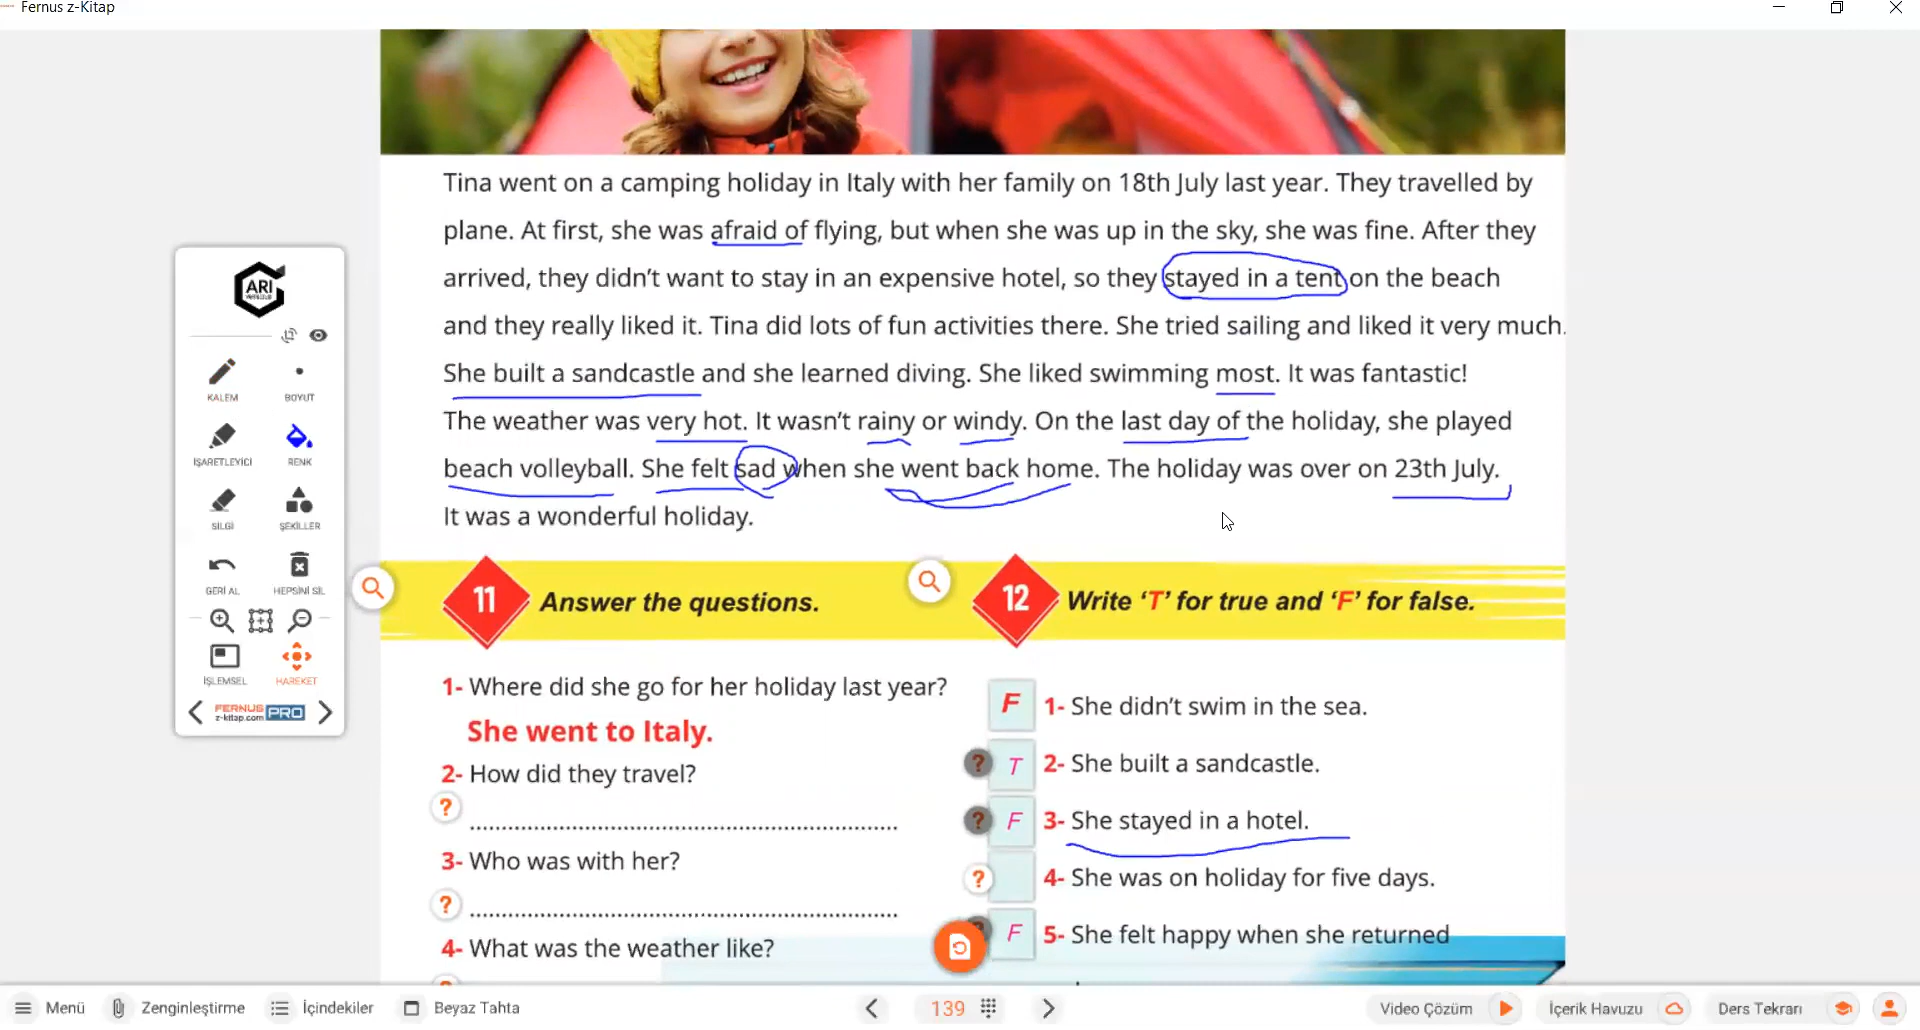 Fernus z-Kitap
Tina went on a camping holiday in Italy with her family on 18th July last year. They travelled by
plane. At first, she was afraid of flying, but when she was up in the sky, she was fine. After they
arrived, they didn't want to stay in an expensive hotel, so they stayed in a tent on the beach
and they really liked it. Tina did lots of fun activities there. She tried sailing and liked it very much.
She built a sandcastle and she learned diving. She liked swimming most. It was fantastic!
The weather was very hot. It wasn't rainy or windy. On the last day of the holiday, she played
beach volleyball. She felt sad when she went back home. The holiday was over on 23th July.
It was a wonderful holiday.
ARI
KALEM
BOYUT
İŞARETLEYİCİ
RENK
SİLGİ
ŞEKİLLER
GERİ AL
HEPSİNİ SİL
İŞLEMSEL
HAREKET
FERNUS
z-kitap.com PRO
11 Answer the questions.
1- Where did she go for her holiday last year?
She went to Italy.
2- How did they travel?
?
3- Who was with her?
?
4- What was the weather like?
12 Write ‘T’ for true and ‘F’ for false.
F 1- She didn't swim in the sea.
? T 2- She built a sandcastle.
? F 3- She stayed in a hotel.
? 4- She was on holiday for five days.
F 5- She felt happy when she returned
Menü
Zenginleştirme
İçindekiler
Beyaz Tahta
139
Video Çözüm
İçerik Havuzu
Ders Tekrarı